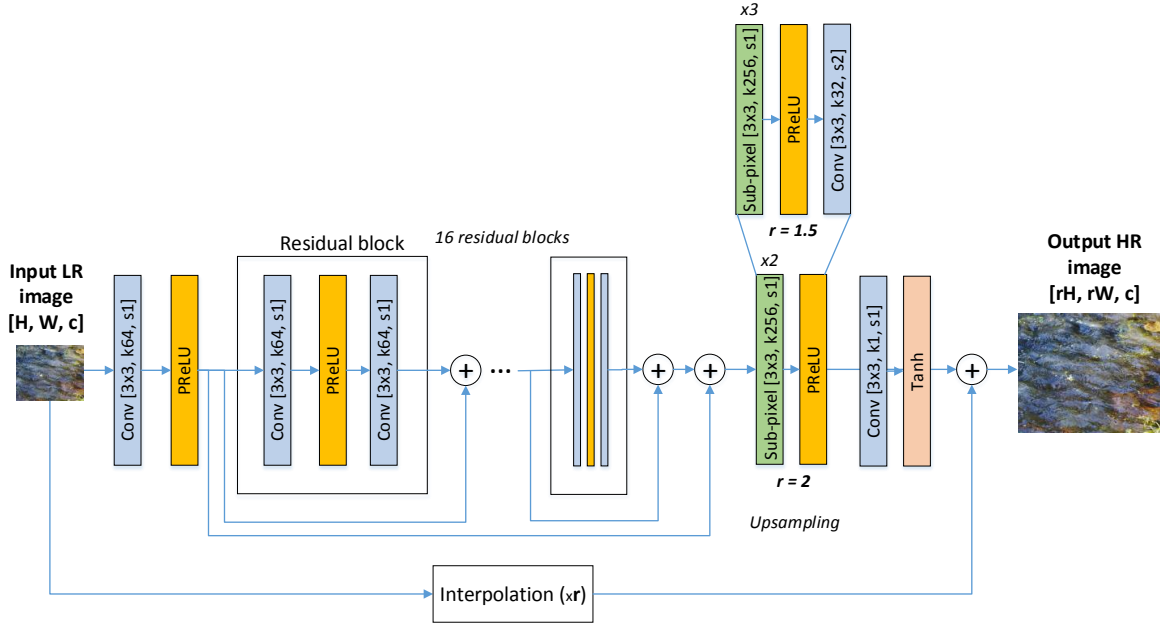 x3
Sub-pixel [3x3, k256, s1]
PReLU
Conv [3x3, k32, s2]
r = 1.5
Input LR
image
[H, W, c]
Conv [3x3, k64, s1]
PReLU
Residual block
Conv [3x3, k64, s1]
PReLU
Conv [3x3, k64, s1]
+
16 residual blocks
...
+
+
x2
Sub-pixel [3x3, k256, s1]
PReLU
r = 2
Upsampling
Conv [3x3, k1, s1]
Tanh
+
Output HR
image
[rH, rW, c]
Interpolation (xr)